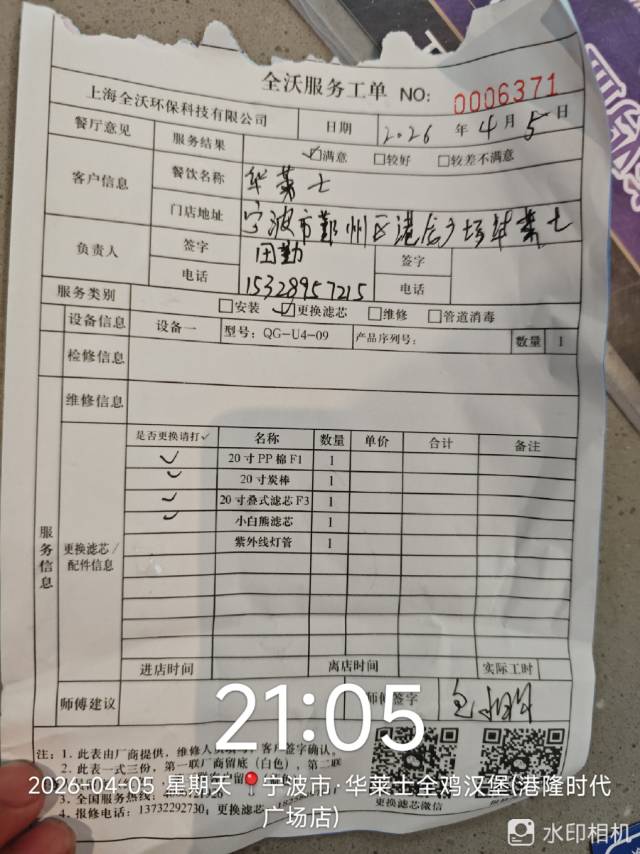 全沃服务工单 NO: 0006371
上海全沃环保科技有限公司 日期 2026 年 4 月 5 日
餐厅意见 服务结果 ☑满意 □较好 □较差不满意
客户信息 餐饮名称 华莱士
门店地址 宁波市鄞州区港隆广场华莱士
负责人 签字 田勤 签字
电话 15328957215 电话
服务类别 □安装 ☑更换滤芯 □维修 □管道消毒
设备信息 设备一 型号: QG-U4-09 产品序列号: 数量 1
检修信息
维修信息
服务信息
更换滤芯/配件信息
是否更换请打✓ 名称 数量 单价 合计 备注
✓ 20寸PP棉F1 1
✓ 20寸炭棒 1
✓ 20寸叠式滤芯F3 1
✓ 小白熊滤芯 1
紫外线灯管 1
进店时间 离店时间 实际工时
师傅建议 师傅签字
注: 1. 此表由厂商提供, 维修人 客户签字确认。
2. 此表一式三份, 第一联厂商留底(白色), 第二联
3. 全国服务热线:
4. 报修电话: 13732292730; 更换滤芯
更换滤芯微信
21:05
2026-04-05 星期天 宁波市·华莱士全鸡汉堡(港隆时代广场店)
水印相机